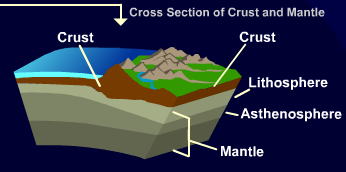 Cross Section of Crust and Mantle
Crust
Crust
Lithosphere
Asthenosphere
Mantle